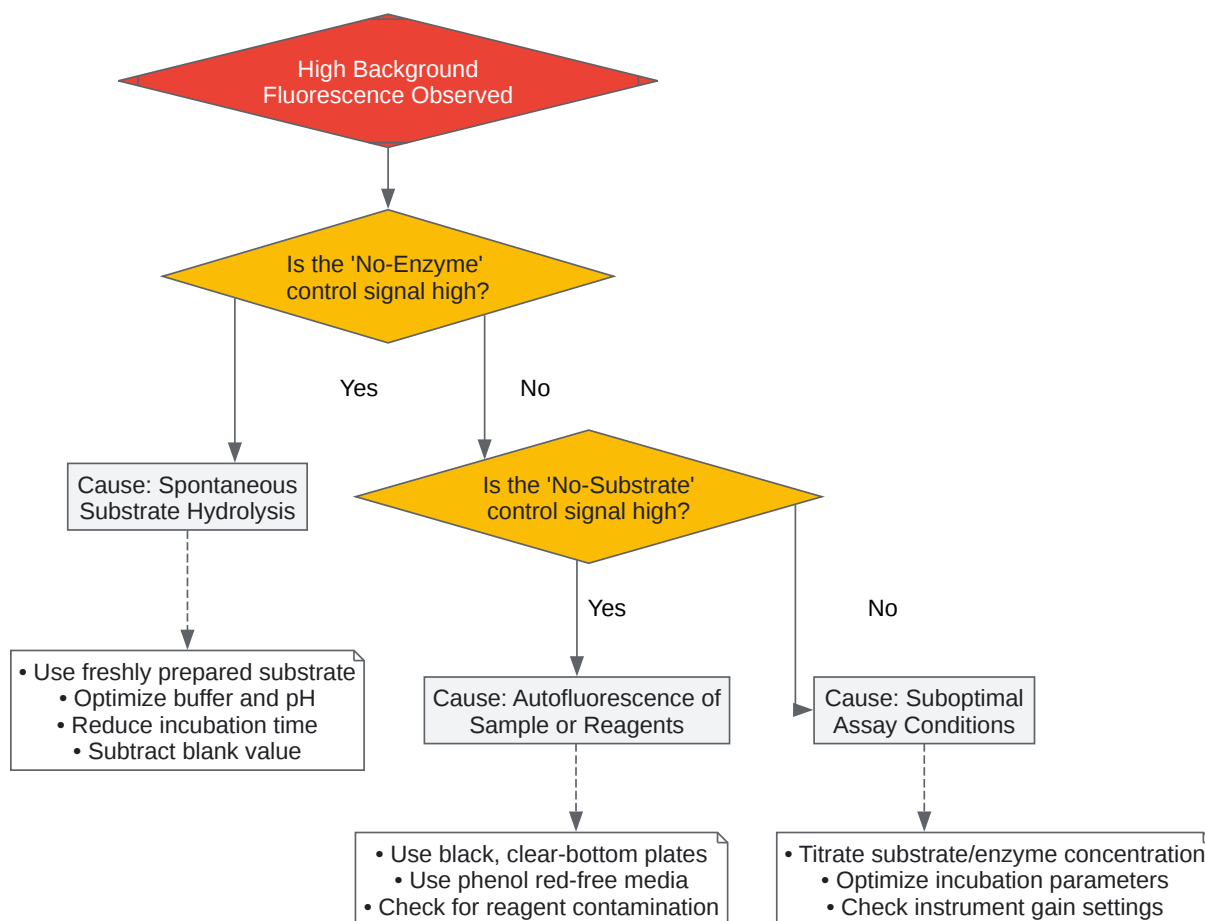 High Background
Fluorescence Observed
Is the 'No-Enzyme'
control signal high?
Yes
No
Cause: Spontaneous
Substrate Hydrolysis
Is the 'No-Substrate'
control signal high?
Yes
No
• Use freshly prepared substrate
• Optimize buffer and pH
• Reduce incubation time
• Subtract blank value
Cause: Autofluorescence of
Sample or Reagents
Cause: Suboptimal
Assay Conditions
• Use black, clear-bottom plates
• Use phenol red-free media
• Check for reagent contamination
• Titrate substrate/enzyme concentration
• Optimize incubation parameters
• Check instrument gain settings